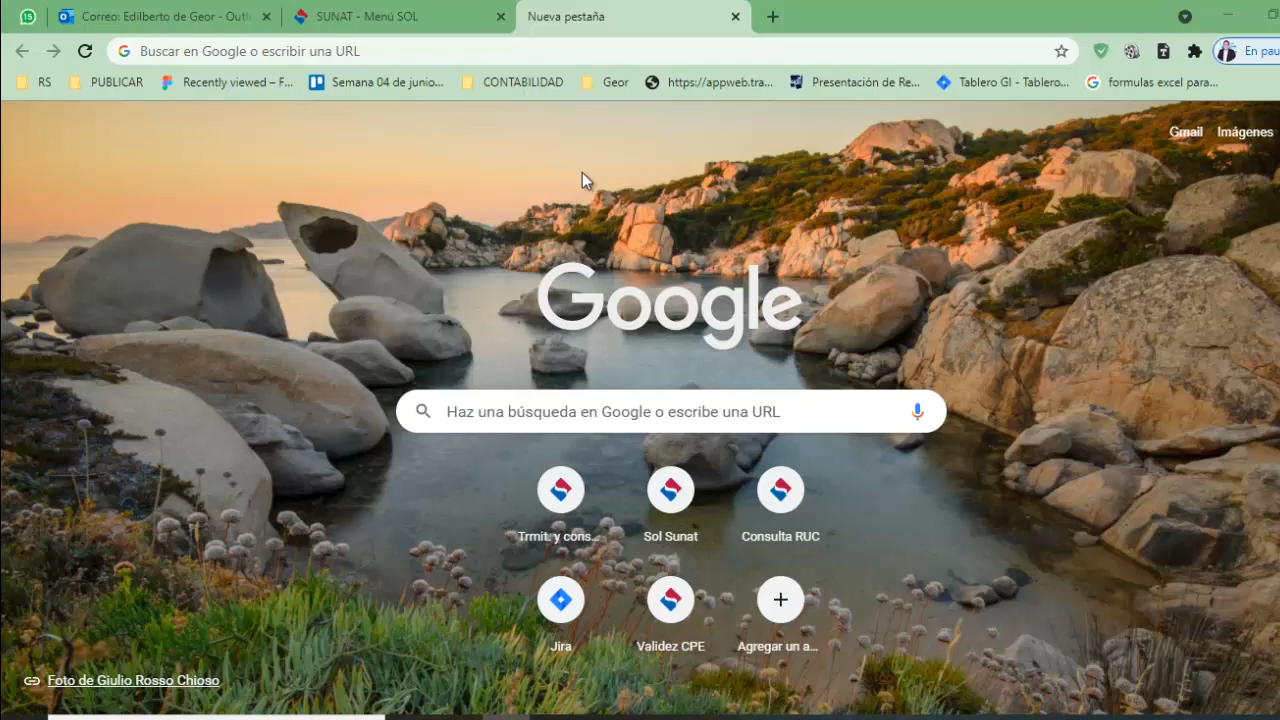 15
Correo: Edilberto de Geor - Outl
SUNAT - Menú SOL
Nueva pestaña
Buscar en Google o escribir una URL
En pau
RS
PUBLICAR
Recently viewed – F...
Semana 04 de junio...
CONTABILIDAD
Geor
https://appweb.tra...
Presentación de Re...
Tablero GI - Tablero...
formulas excel para...
Gmail
Imágenes
Google
Haz una búsqueda en Google o escribe una URL
Trmit. y cons...
Sol Sunat
Consulta RUC
Jira
Validez CPE
Agregar un a...
Foto de Giulio Rosso Chioso